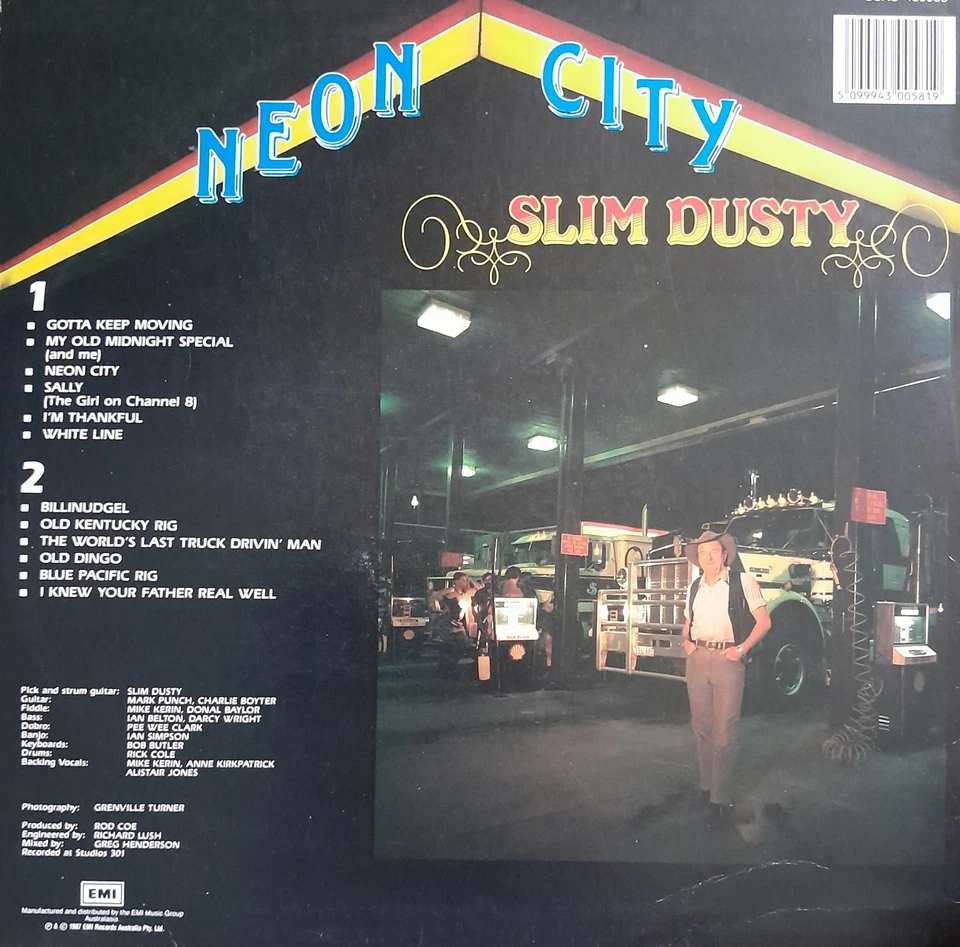 5 099943 005819
NEON CITY
SLIM DUSTY
1
GOTTA KEEP MOVING
MY OLD MIDNIGHT SPECIAL
(and me)
NEON CITY
SALLY
(The Girl on Channel 8)
I'M THANKFUL
WHITE LINE
2
BILLINUDGEL
OLD KENTUCKY RIG
THE WORLD'S LAST TRUCK DRIVIN' MAN
OLD DINGO
BLUE PACIFIC RIG
I KNEW YOUR FATHER REAL WELL
Pick and strum guitar: SLIM DUSTY
Guitar: MARK PUNCH, CHARLIE BOYTER
Fiddle: MIKE KERIN, DONAL BAYLOR
Bass: IAN BELTON, DARCY WRIGHT
Dobro: PEE WEE CLARK
Banjo: IAN SIMPSON
Keyboards: BOB BUTLER
Drums: RICK COLE
Backing Vocals: MIKE KERIN, ANNE KIRKPATRICK
ALISTAIR JONES
Photography: GRENVILLE TURNER
Produced by: ROD COE
Engineered by: RICHARD LUSH
Mixed by: GREG HENDERSON
Recorded at Studios 301
EMI
Manufactured and distributed by the EMI Music Group
Australasia
℗ & © 1987 EMI Records Australia Pty. Ltd.